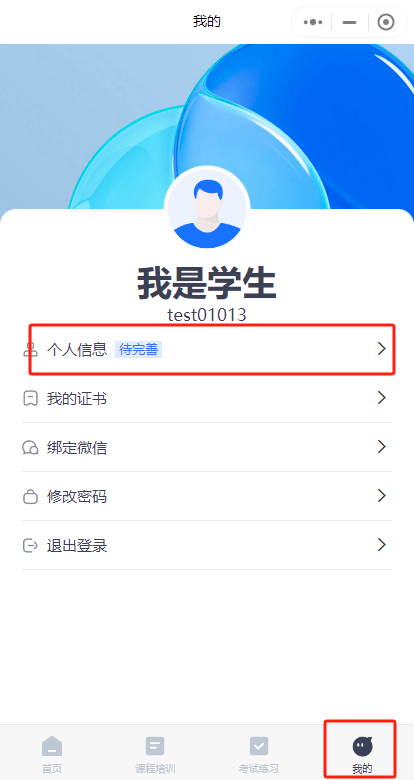 我的
我是学生
test01013
个人信息 待完善
我的证书
绑定微信
修改密码
退出登录
首页 课程培训 考试练习 我的